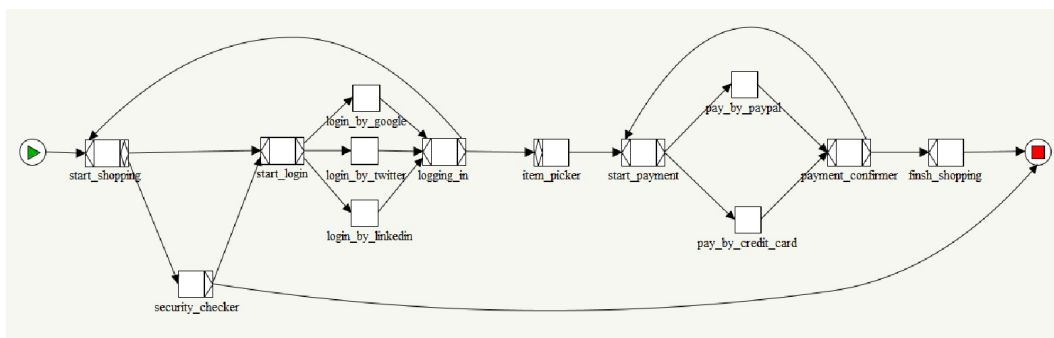 login_by_google
pay_by_paypal
start_shopping
start_login
login_by_twitter
logging_in
item_picker
start_payment
payment_confirmer
finsh_shopping
login_by_linkedin
pay_by_credit_card
security_checker